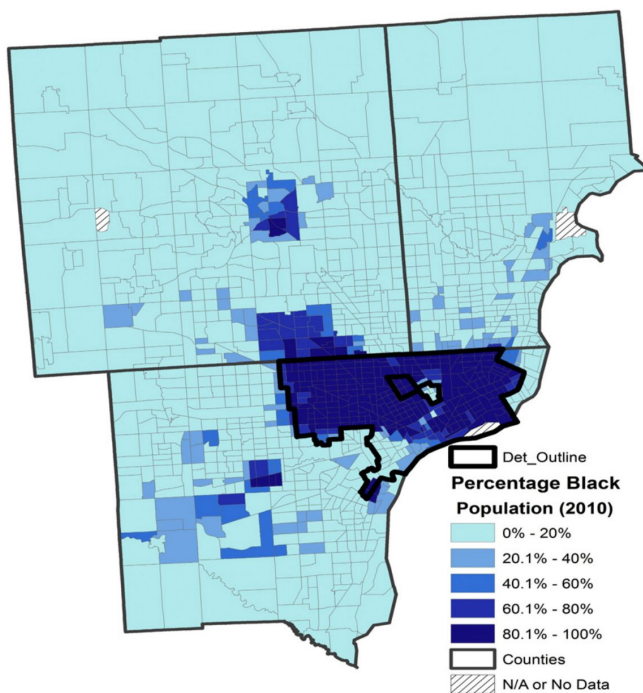 Det_Outline
Percentage Black
Population (2010)
0% - 20%
20.1% - 40%
40.1% - 60%
60.1% - 80%
80.1% - 100%
Counties
N/A or No Data